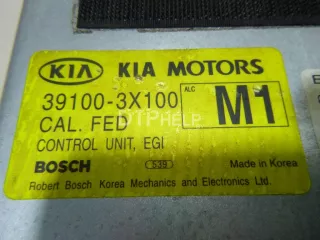 KIA KIA MOTORS
39100-3X100
ALC
M1
CAL. FED
CONTROL UNIT, EGI
BOSCH
Made in Korea
Robert Bosch Korea Mechanics and Electronics Ltd.